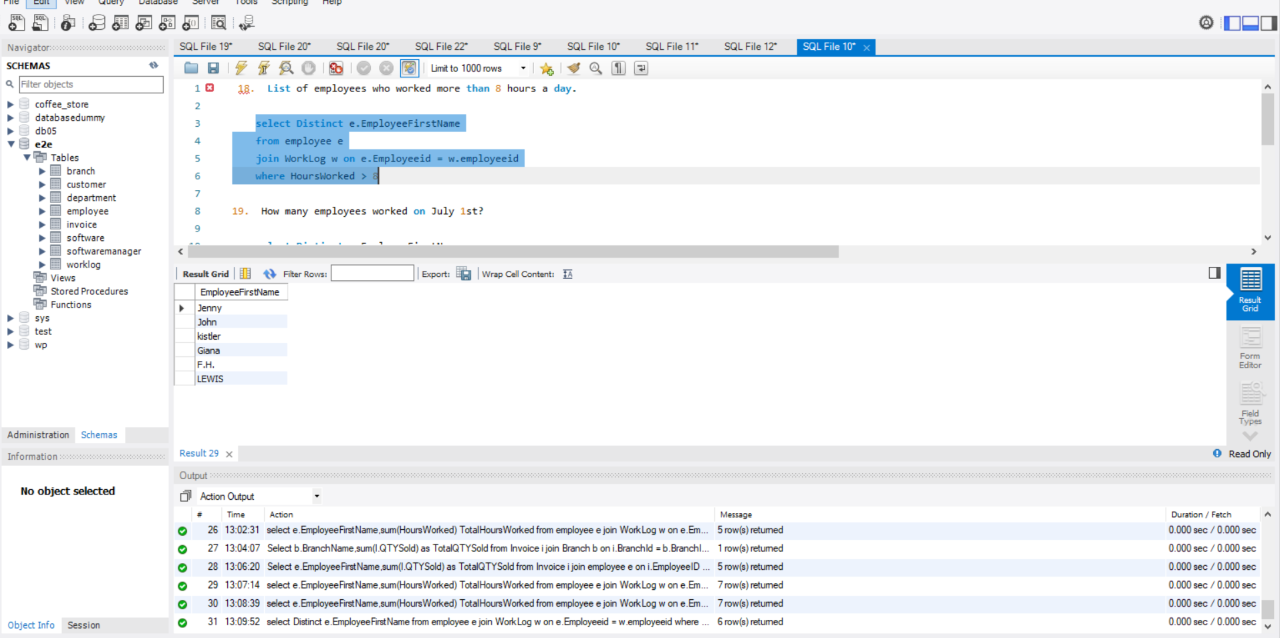 File Edit View Query Database Server Tools Scripting Help
Navigator
SQL File 19* SQL File 20* SQL File 20* SQL File 22* SQL File 9* SQL File 10* SQL File 11* SQL File 12* SQL File 10*
SCHEMAS
Filter objects
coffee_store
databasedummy
db05
e2e
Tables
branch
customer
department
employee
invoice
software
softwaremanager
worklog
Views
Stored Procedures
Functions
sys
test
wp
Administration Schemas
Information
No object selected
Object Info Session
Limit to 1000 rows
1 18. List of employees who worked more than 8 hours a day.
2
3 select Distinct e.EmployeeFirstName
4 from employee e
5 join WorkLog w on e.Employeeid = w.employeeid
6 where HoursWorked > 8
7
8 19. How many employees worked on July 1st?
9
Result Grid Filter Rows: Export: Wrap Cell Content:
EmployeeFirstName
Jenny
John
kistler
Giana
F.H.
LEWIS
Result Grid
Form Editor
Field Types
Result 29
Read Only
Output
Action Output
# Time Action Message Duration / Fetch
26 13:02:31 select e.EmployeeFirstName,sum(HoursWorked) TotalHoursWorked from employee e join WorkLog w on e.Em... 5 row(s) returned 0.000 sec / 0.000 sec
27 13:04:07 Select b.BranchName,sum(I.QTYSold) as TotalQTYSold from Invoice i join Branch b on i.BranchId = b.BranchI... 1 row(s) returned 0.000 sec / 0.000 sec
28 13:06:20 Select e.EmployeeFirstName,sum(I.QTYSold) as TotalQTYSold from Invoice i join employee e on i.EmployeeID ... 5 row(s) returned 0.000 sec / 0.000 sec
29 13:07:14 select e.EmployeeFirstName,sum(HoursWorked) TotalHoursWorked from employee e join WorkLog w on e.Em... 7 row(s) returned 0.000 sec / 0.000 sec
30 13:08:39 select e.EmployeeFirstName,sum(HoursWorked) TotalHoursWorked from employee e join WorkLog w on e.Em... 7 row(s) returned 0.000 sec / 0.000 sec
31 13:09:52 select Distinct e.EmployeeFirstName from employee e join WorkLog w on e.Employeeid = w.employeeid where ... 6 row(s) returned 0.000 sec / 0.000 sec